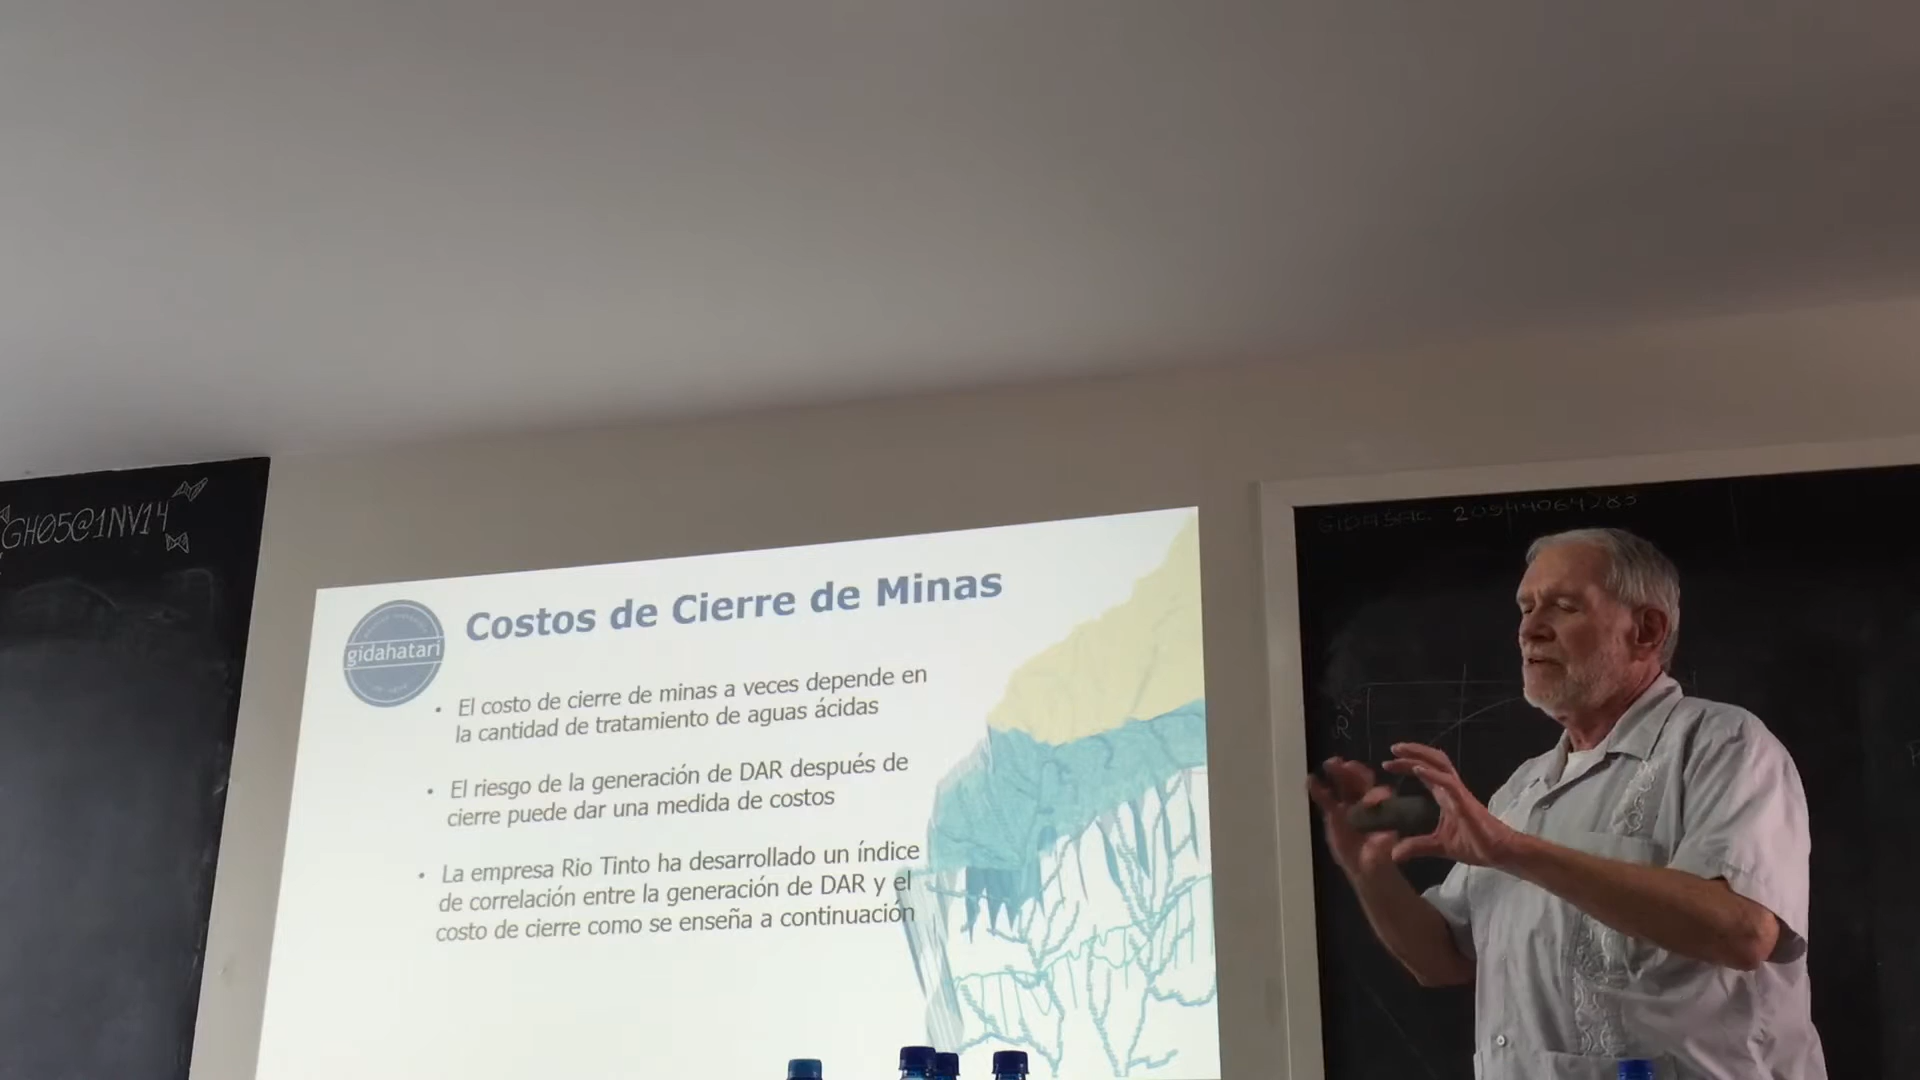 GH05@1NV14
GIDASAC 20544064783
gidahatari
Costos de Cierre de Minas
• El costo de cierre de minas a veces depende en
la cantidad de tratamiento de aguas ácidas
• El riesgo de la generación de DAR después de
cierre puede dar una medida de costos
• La empresa Rio Tinto ha desarrollado un índice
de correlación entre la generación de DAR y el
costo de cierre como se enseña a continuación